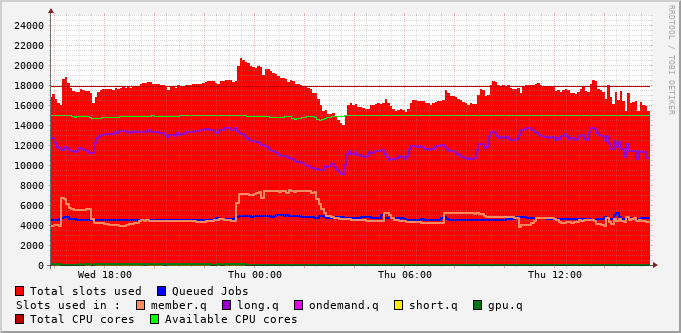 24000
22000
20000
18000
16000
14000
12000
10000
8000
6000
4000
2000
0
Wed 18:00 Thu 00:00 Thu 06:00 Thu 12:00
Total slots used Queued Jobs
Slots used in : member.q long.q ondemand.q short.q gpu.q
Total CPU cores Available CPU cores
RRDTOOL / TOBI OETIKER